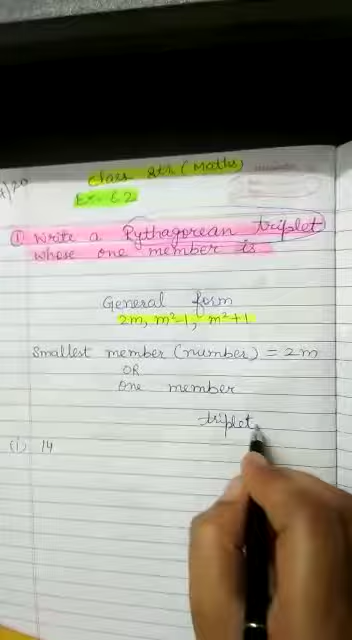 Class 8th (Maths)
Ex- 6.2
① Write a Pythagorean triplet
whose one member is
General form
2m, m²-1, m²+1
Smallest member (number) = 2m
OR
one member
triplet
(i) 14